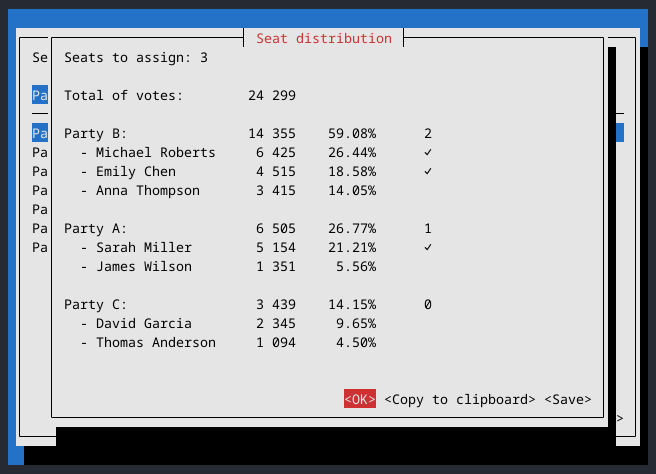 Seat distribution
Se
Seats to assign: 3
Pa
Total of votes: 24 299
Pa
Party B: 14 355 59.08% 2
Pa
- Michael Roberts 6 425 26.44% ✓
Pa
- Emily Chen 4 515 18.58% ✓
Pa
- Anna Thompson 3 415 14.05%
Pa
Pa
Party A: 6 505 26.77% 1
Pa
- Sarah Miller 5 154 21.21% ✓
- James Wilson 1 351 5.56%
Party C: 3 439 14.15% 0
- David Garcia 2 345 9.65%
- Thomas Anderson 1 094 4.50%
<OK> <Copy to clipboard> <Save>
>